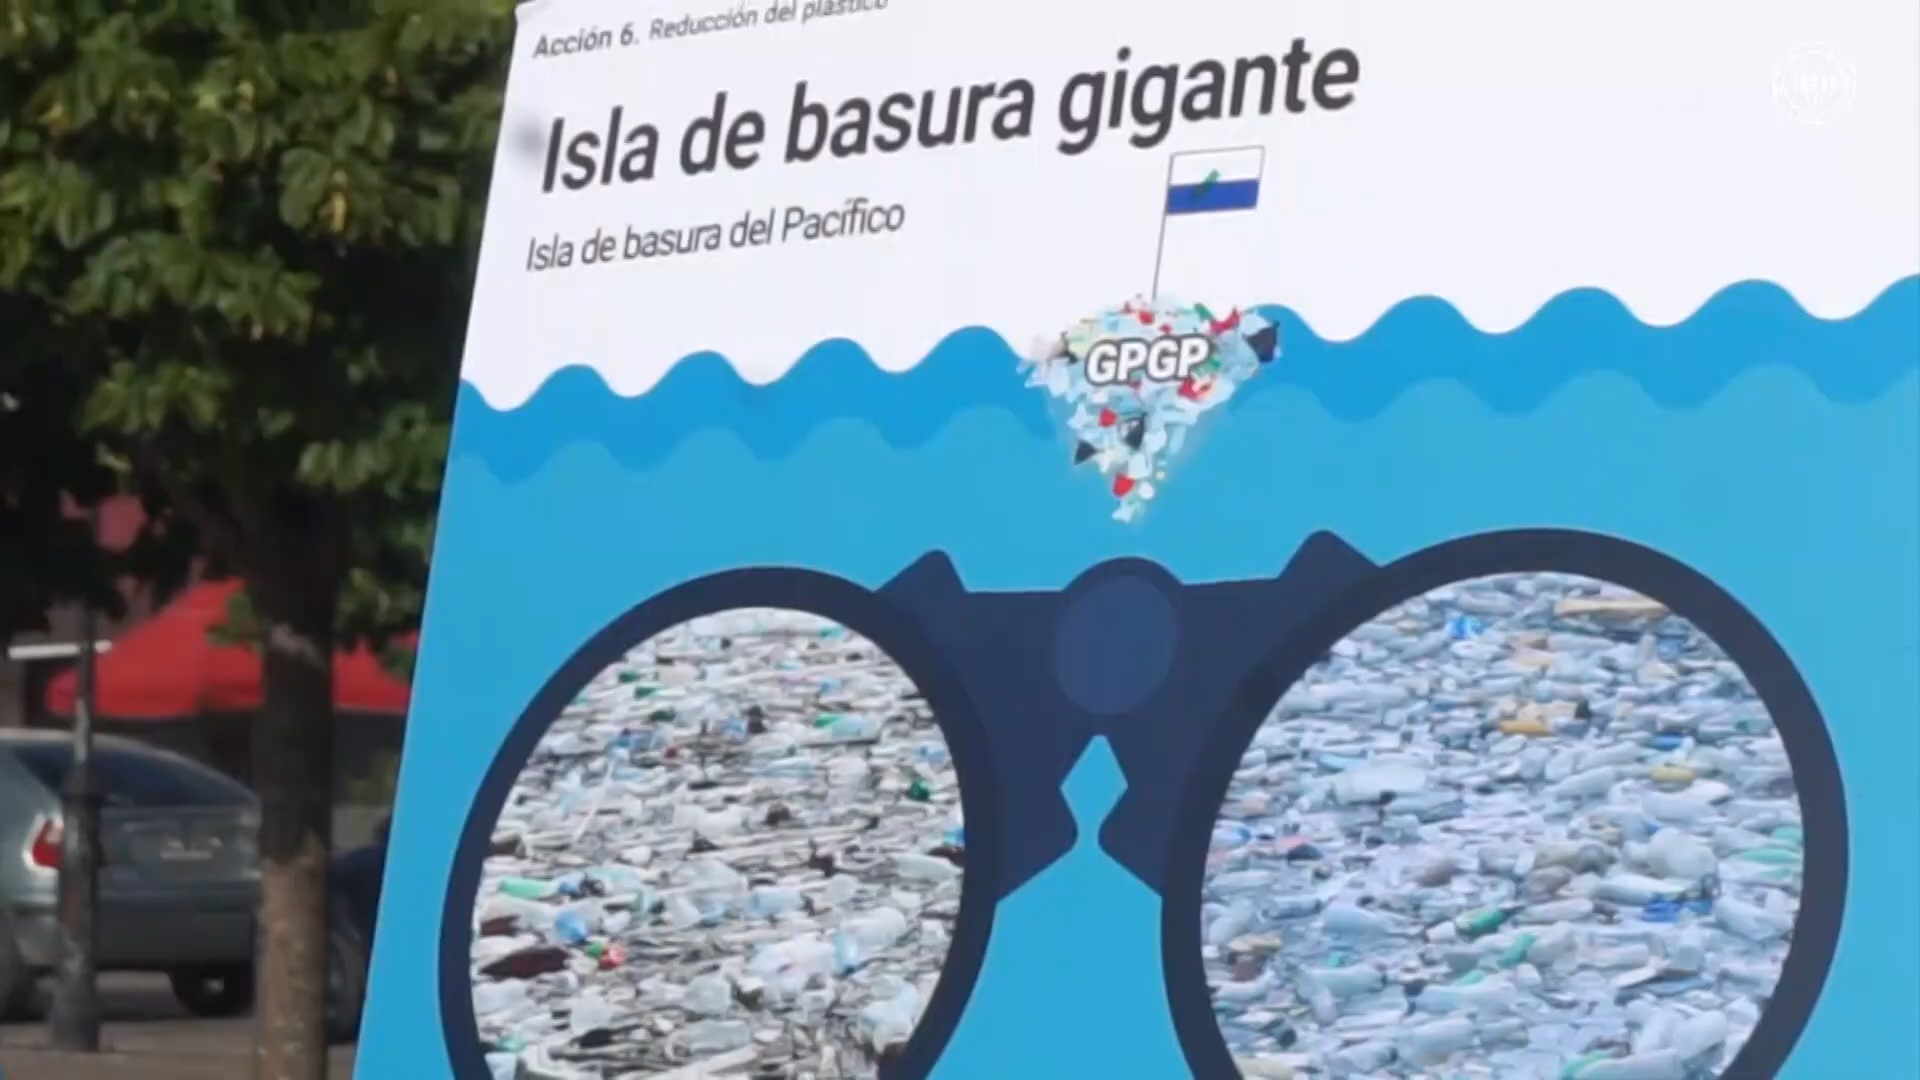 Acción 6. Reducción del plástico
Isla de basura gigante
Isla de basura del Pacífico
GPGP